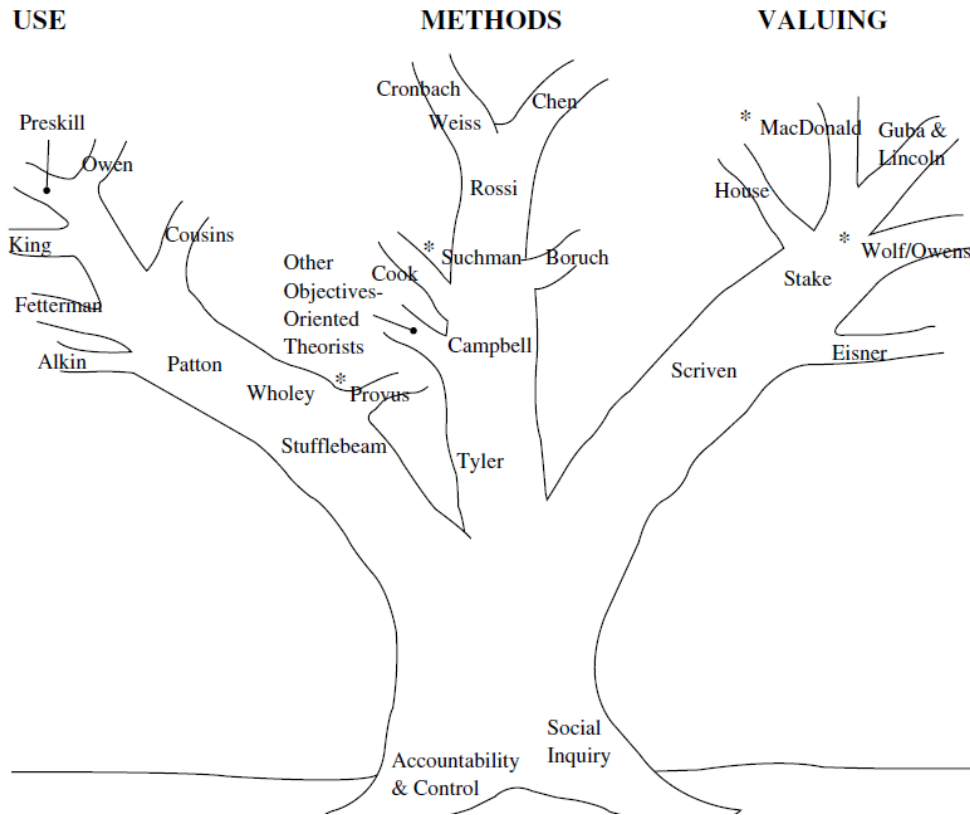 USE
METHODS
VALUING
Preskill
Owen
King
Cousins
Fetterman
Alkin
Patton
Wholey
* Provus
Stufflebeam
Other
Objectives-
Oriented
Theorists
Cronbach
Weiss
Chen
Rossi
* Suchman
Boruch
Cook
Campbell
Tyler
* MacDonald
Guba &
Lincoln
House
* Wolf/Owens
Stake
Eisner
Scriven
Social
Inquiry
Accountability
& Control